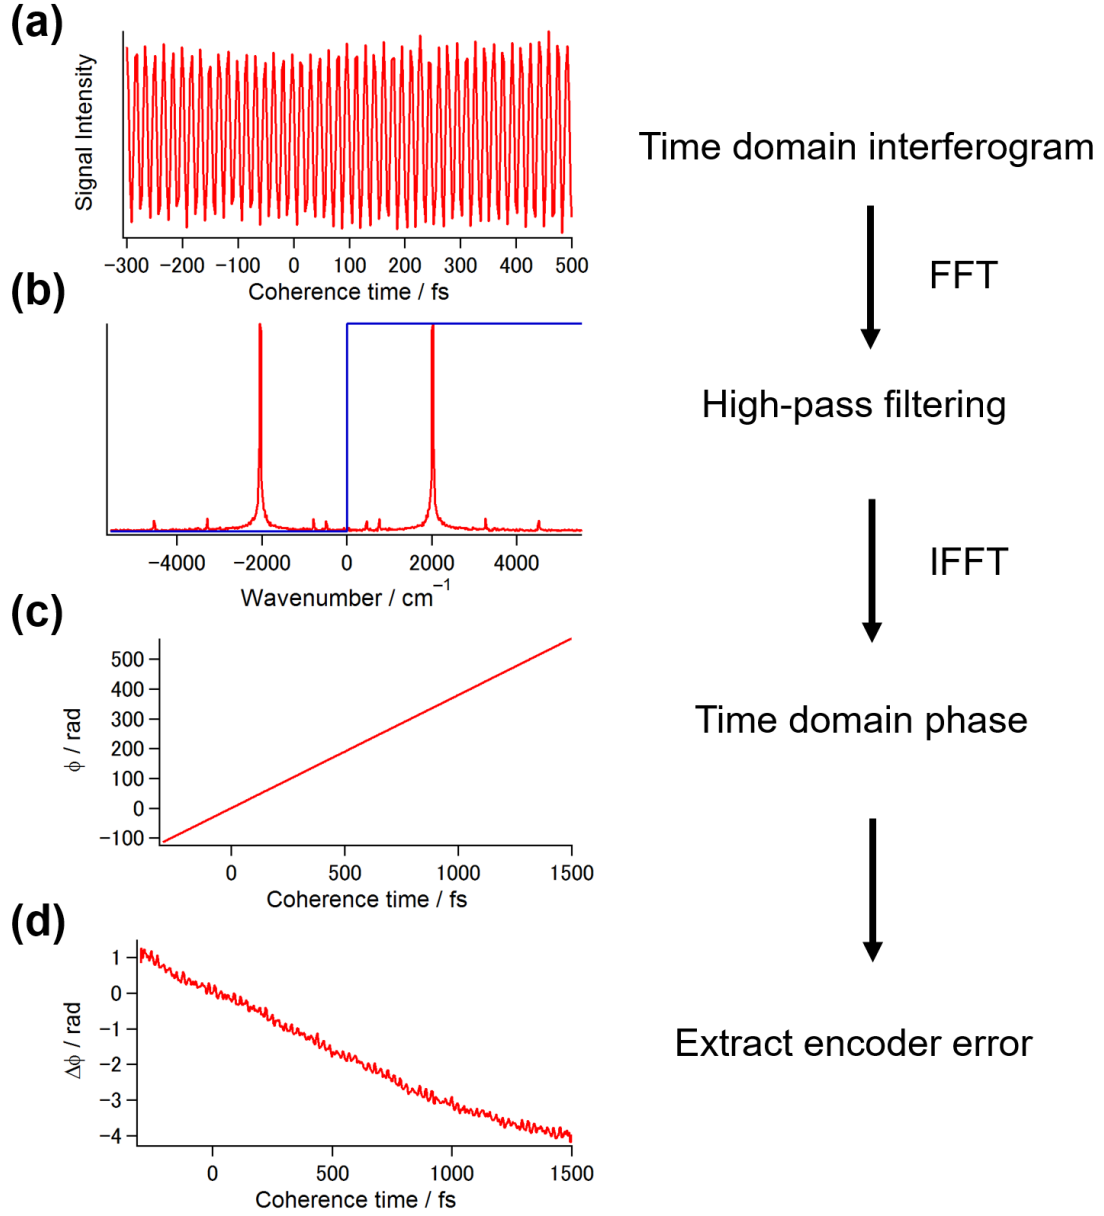 (a)
Signal Intensity
−300 −200 −100 0 100 200 300 400 500
Coherence time / fs
Time domain interferogram
FFT
(b)
−4000 −2000 0 2000 4000
Wavenumber / cm⁻¹
High-pass filtering
IFFT
(c)
ϕ / rad
500
400
300
200
100
0
−100
0 500 1000 1500
Coherence time / fs
Time domain phase
(d)
Δϕ / rad
1
0
−1
−2
−3
−4
0 500 1000 1500
Coherence time / fs
Extract encoder error